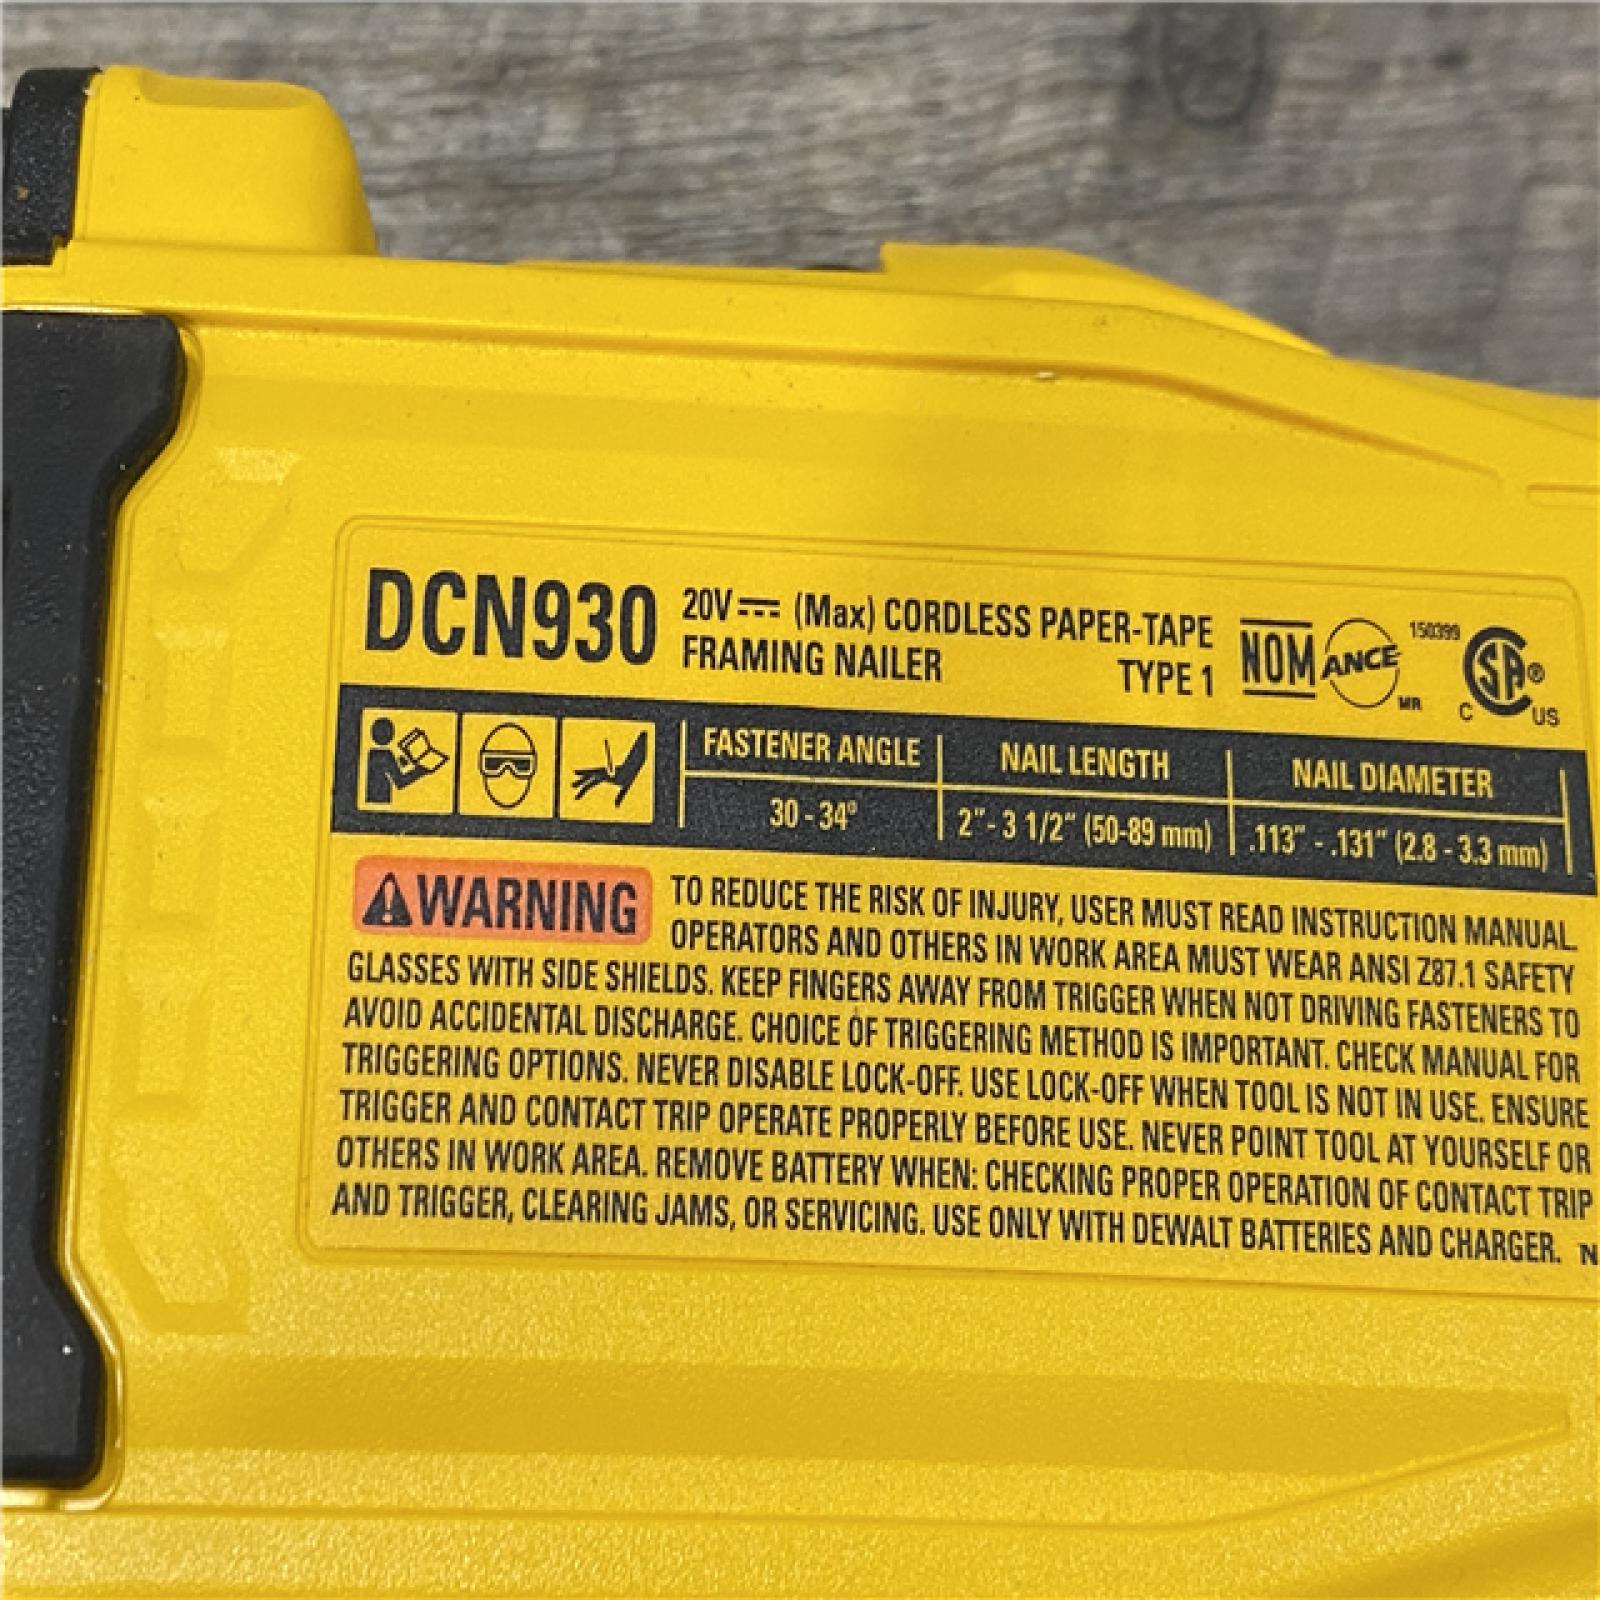 DCN930 20V (Max) CORDLESS PAPER-TAPE
FRAMING NAILER TYPE 1
NOM ANCE MR 150399 SA® C US
FASTENER ANGLE NAIL LENGTH NAIL DIAMETER
30 - 34° 2" - 3 1/2" (50-89 mm) .113" - .131" (2.8 - 3.3 mm)
WARNING TO REDUCE THE RISK OF INJURY, USER MUST READ INSTRUCTION MANUAL.
OPERATORS AND OTHERS IN WORK AREA MUST WEAR ANSI Z87.1 SAFETY
GLASSES WITH SIDE SHIELDS. KEEP FINGERS AWAY FROM TRIGGER WHEN NOT DRIVING FASTENERS TO
AVOID ACCIDENTAL DISCHARGE. CHOICE OF TRIGGERING METHOD IS IMPORTANT. CHECK MANUAL FOR
TRIGGERING OPTIONS. NEVER DISABLE LOCK-OFF. USE LOCK-OFF WHEN TOOL IS NOT IN USE. ENSURE
TRIGGER AND CONTACT TRIP OPERATE PROPERLY BEFORE USE. NEVER POINT TOOL AT YOURSELF OR
OTHERS IN WORK AREA. REMOVE BATTERY WHEN: CHECKING PROPER OPERATION OF CONTACT TRIP
AND TRIGGER, CLEARING JAMS, OR SERVICING. USE ONLY WITH DEWALT BATTERIES AND CHARGER.